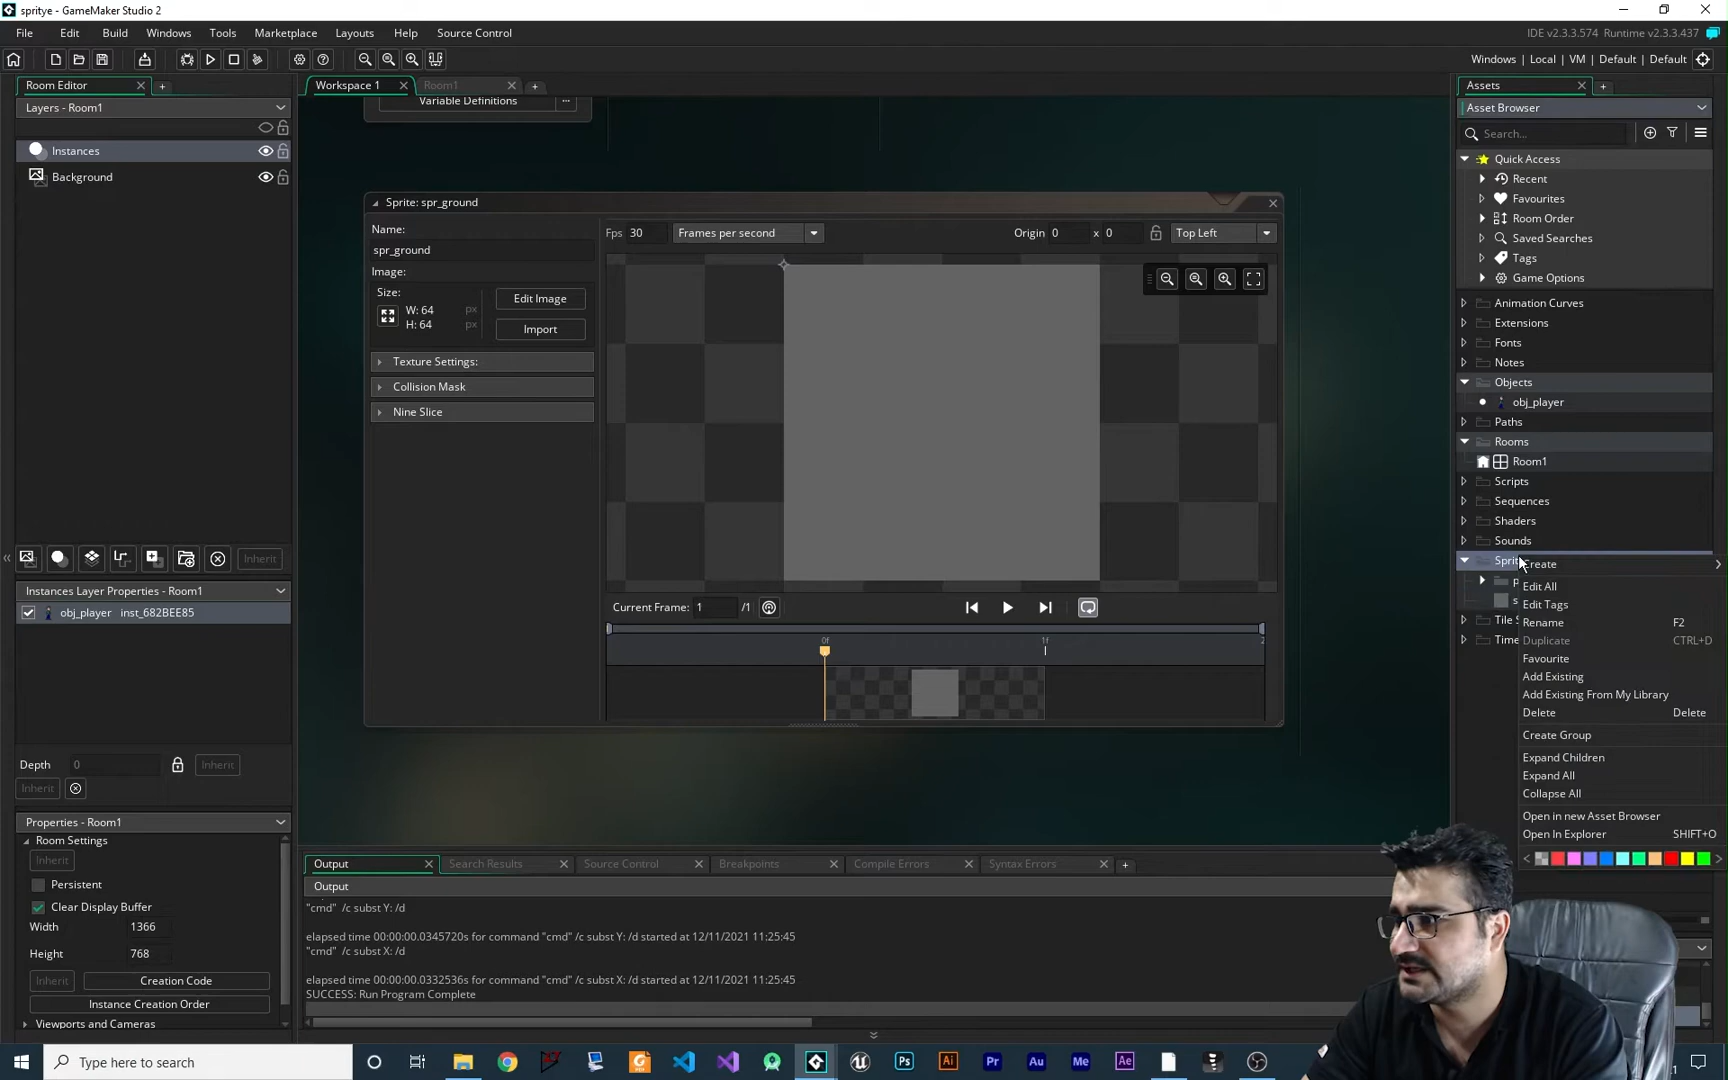 spritye - GameMaker Studio 2
File Edit Build Windows Tools Marketplace Layouts Help Source Control
IDE v2.3.3.574 Runtime v2.3.3.437
Windows | Local | VM | Default | Default
Room Editor
Layers - Room1
Instances
Background
Workspace 1
Room1
Variable Definitions
...
Sprite: spr_ground
Name:
spr_ground
Image:
Size:
W: 64 px
H: 64 px
Edit Image
Import
Texture Settings:
Collision Mask
Nine Slice
Fps 30 Frames per second
Origin 0 x 0 Top Left
Current Frame: 1 /1
0f 1f 2
Instances Layer Properties - Room1
obj_player inst_682BEE85
Depth 0 Inherit
Inherit
Inherit
Properties - Room1
Room Settings
Inherit
Persistent
Clear Display Buffer
Width 1366
Height 768
Inherit Creation Code
Instance Creation Order
Viewports and Cameras
Output Search Results Source Control Breakpoints Compile Errors Syntax Errors
Output
"cmd" /c subst Y: /d
elapsed time 00:00:00.0345720s for command "cmd" /c subst Y: /d started at 12/11/2021 11:25:45
"cmd" /c subst X: /d
elapsed time 00:00:00.0332536s for command "cmd" /c subst X: /d started at 12/11/2021 11:25:45
SUCCESS: Run Program Complete
Assets
Asset Browser
Search...
Quick Access
Recent
Favourites
Room Order
Saved Searches
Tags
Game Options
Animation Curves
Extensions
Fonts
Notes
Objects
obj_player
Paths
Rooms
Room1
Scripts
Sequences
Shaders
Sounds
Sprit
p
s
Tile S
Time
Create
Edit All
Edit Tags
Rename F2
Duplicate CTRL+D
Favourite
Add Existing
Add Existing From My Library
Delete Delete
Create Group
Expand Children
Expand All
Collapse All
Open in new Asset Browser
Open In Explorer SHIFT+O
Type here to search
Ps Ai Pr Au Me Ae